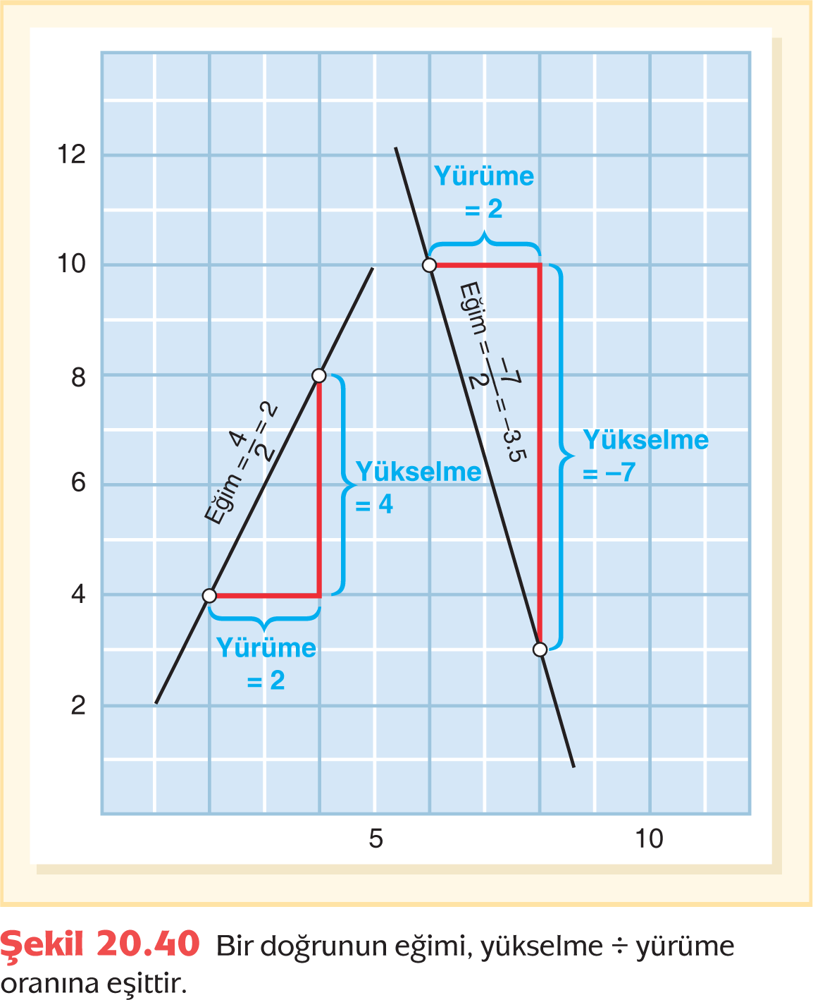 12
10
8
6
4
2
5
10
Yürüme
= 2
Eğim = −7/2 = −3.5
Yükselme
= –7
Eğim = 4/2 = 2
Yükselme
= 4
Yürüme
= 2
Şekil 20.40 Bir doğrunun eğimi, yükselme ÷ yürüme
oranına eşittir.